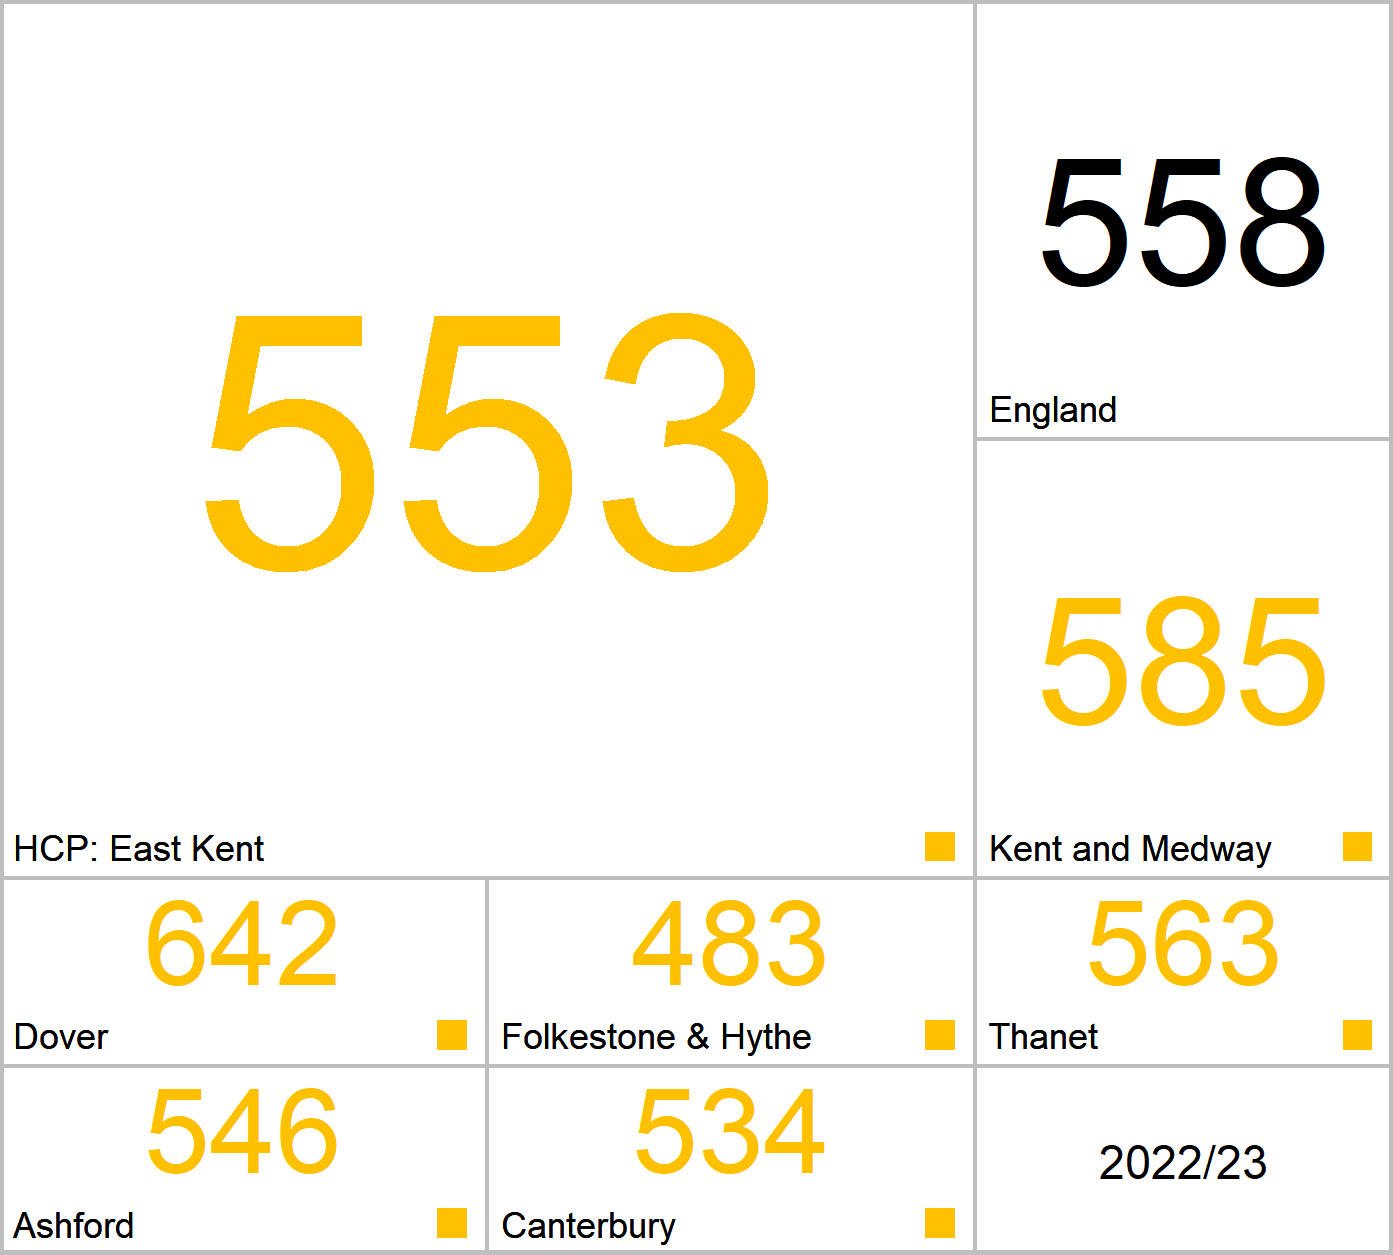 553
HCP: East Kent
558
England
585
Kent and Medway
642
Dover
483
Folkestone & Hythe
563
Thanet
546
Ashford
534
Canterbury
2022/23